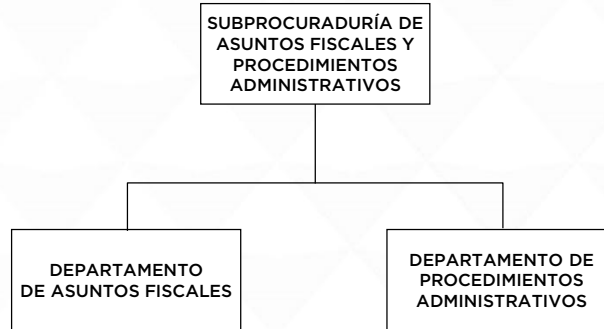 SUBPROCURADURÍA DE
ASUNTOS FISCALES Y
PROCEDIMIENTOS
ADMINISTRATIVOS
DEPARTAMENTO
DE ASUNTOS FISCALES
DEPARTAMENTO DE
PROCEDIMIENTOS
ADMINISTRATIVOS